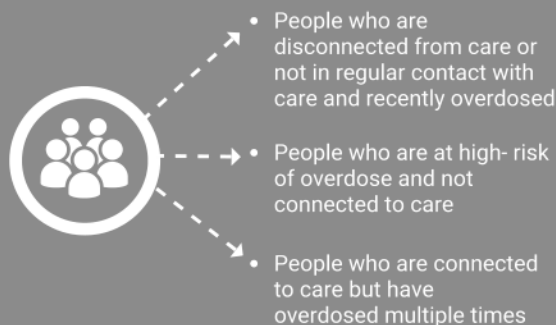 • People who are
disconnected from care or
not in regular contact with
care and recently overdosed
• People who are at high- risk
of overdose and not
connected to care
• People who are connected
to care but have
overdosed multiple times